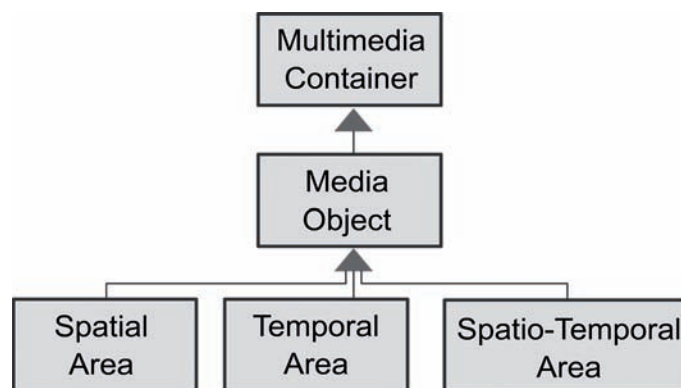 Multimedia
Container
Media
Object
Spatial
Area
Temporal
Area
Spatio-Temporal
Area